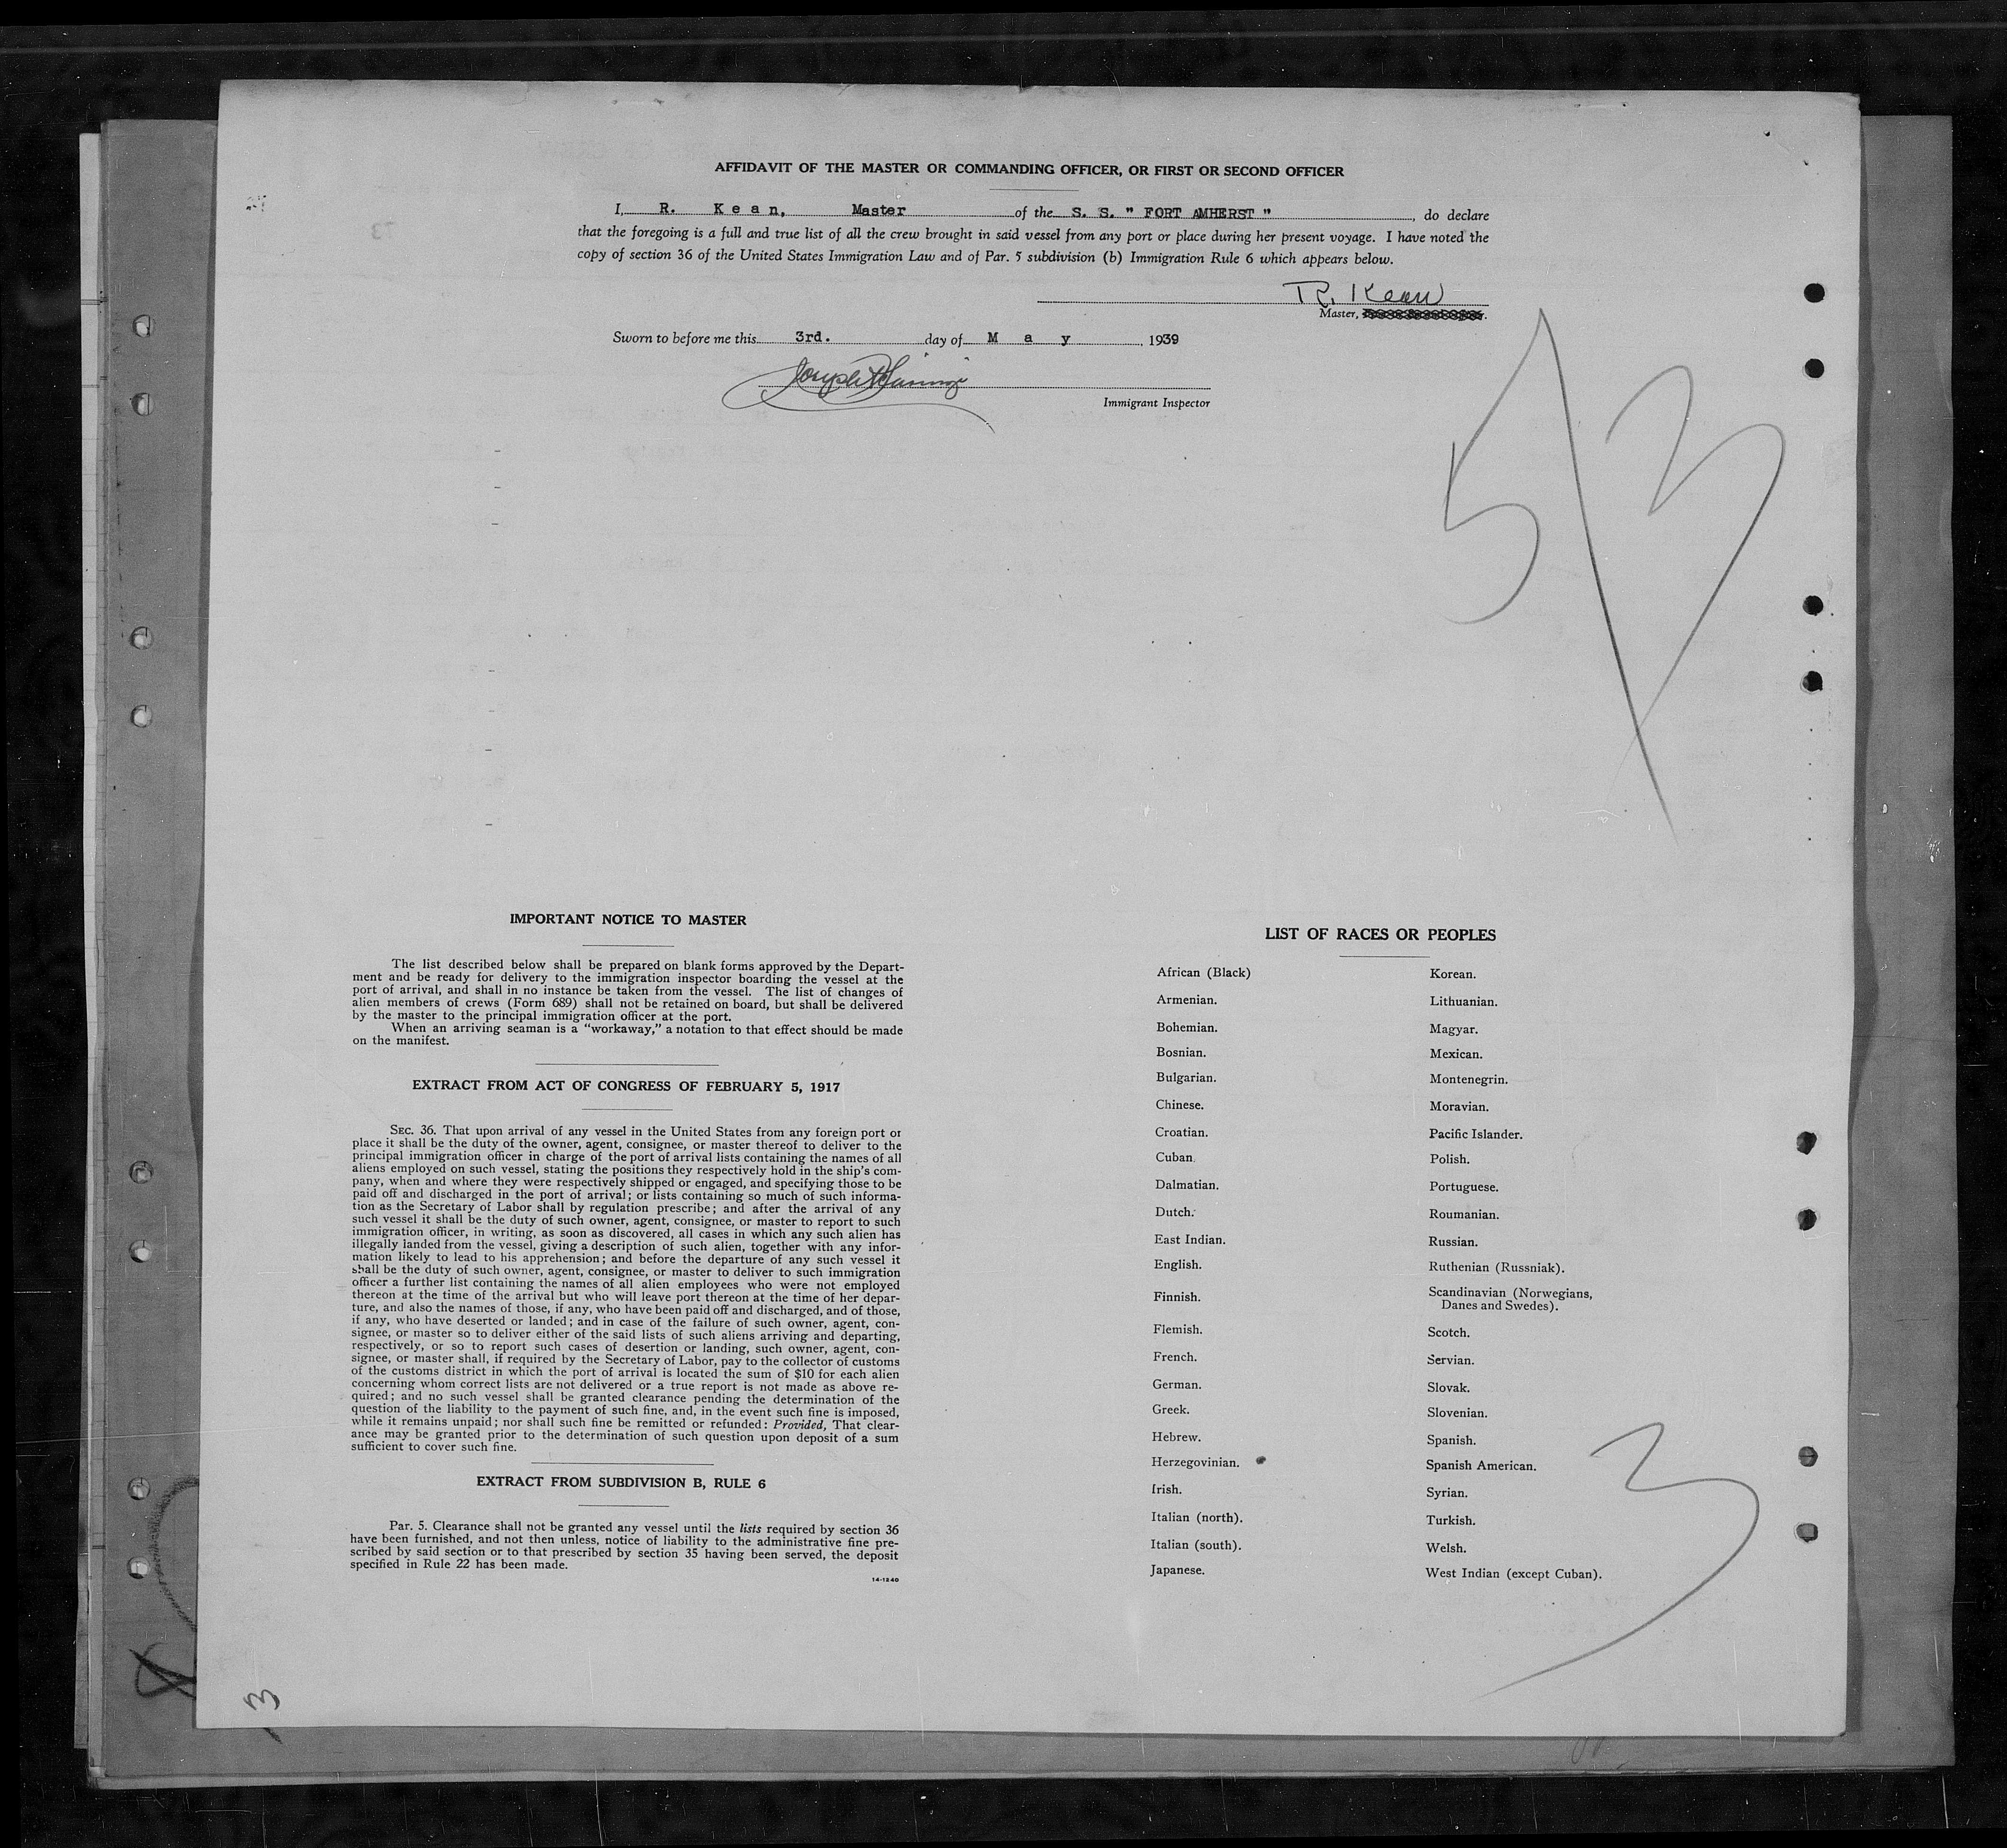 AFFIDAVIT OF THE MASTER OR COMMANDING OFFICER, OR FIRST OR SECOND OFFICER
I, R. Kean, Master of the S. S. " FORT AMHERST " , do declare
that the foregoing is a full and true list of all the crew brought in said vessel from any port or place during her present voyage. I have noted the
copy of section 36 of the United States Immigration Law and of Par. 5 subdivision (b) Immigration Rule 6 which appears below.
R. Kean
Master,
Sworn to before me this 3rd. day of May , 1939
Immigrant Inspector
5/3
IMPORTANT NOTICE TO MASTER
The list described below shall be prepared on blank forms approved by the Depart-
ment and be ready for delivery to the immigration inspector boarding the vessel at the
port of arrival, and shall in no instance be taken from the vessel. The list of changes of
alien members of crews (Form 689) shall not be retained on board, but shall be delivered
by the master to the principal immigration officer at the port.
When an arriving seaman is a "workaway," a notation to that effect should be made
on the manifest.
EXTRACT FROM ACT OF CONGRESS OF FEBRUARY 5, 1917
SEC. 36. That upon arrival of any vessel in the United States from any foreign port or
place it shall be the duty of the owner, agent, consignee, or master thereof to deliver to the
principal immigration officer in charge of the port of arrival lists containing the names of all
aliens employed on such vessel, stating the positions they respectively hold in the ship's com-
pany, when and where they were respectively shipped or engaged, and specifying those to be
paid off and discharged in the port of arrival; or lists containing so much of such informa-
tion as the Secretary of Labor shall by regulation prescribe; and after the arrival of any
such vessel it shall be the duty of such owner, agent, consignee, or master to report to such
immigration officer, in writing, as soon as discovered, all cases in which any such alien has
illegally landed from the vessel, giving a description of such alien, together with any infor-
mation likely to lead to his apprehension; and before the departure of any such vessel it
shall be the duty of such owner, agent, consignee, or master to deliver to such immigration
officer a further list containing the names of all alien employees who were not employed
thereon at the time of the arrival but who will leave port thereon at the time of her depar-
ture, and also the names of those, if any, who have been paid off and discharged, and of those,
if any, who have deserted or landed; and in case of the failure of such owner, agent, con-
signee, or master so to deliver either of the said lists of such aliens arriving and departing,
respectively, or so to report such cases of desertion or landing, such owner, agent, con-
signee, or master shall, if required by the Secretary of Labor, pay to the collector of customs
of the customs district in which the port of arrival is located the sum of $10 for each alien
concerning whom correct lists are not delivered or a true report is not made as above re-
quired; and no such vessel shall be granted clearance pending the determination of the
question of the liability to the payment of such fine, and, in the event such fine is imposed,
while it remains unpaid; nor shall such fine be remitted or refunded: Provided, That clear-
ance may be granted prior to the determination of such question upon deposit of a sum
sufficient to cover such fine.
EXTRACT FROM SUBDIVISION B, RULE 6
Par. 5. Clearance shall not be granted any vessel until the lists required by section 36
have been furnished, and not then unless, notice of liability to the administrative fine pre-
scribed by said section or to that prescribed by section 35 having been served, the deposit
specified in Rule 22 has been made.
14-1240
LIST OF RACES OR PEOPLES
African (Black)
Armenian.
Bohemian.
Bosnian.
Bulgarian.
Chinese.
Croatian.
Cuban.
Dalmatian.
Dutch.
East Indian.
English.
Finnish.
Flemish.
French.
German.
Greek.
Hebrew.
Herzegovinian.
Irish.
Italian (north).
Italian (south).
Japanese.
Korean.
Lithuanian.
Magyar.
Mexican.
Montenegrin.
Moravian.
Pacific Islander.
Polish.
Portuguese.
Roumanian.
Russian.
Ruthenian (Russniak).
Scandinavian (Norwegians,
Danes and Swedes).
Scotch.
Servian.
Slovak.
Slovenian.
Spanish.
Spanish American.
Syrian.
Turkish.
Welsh.
West Indian (except Cuban).
3
3
8